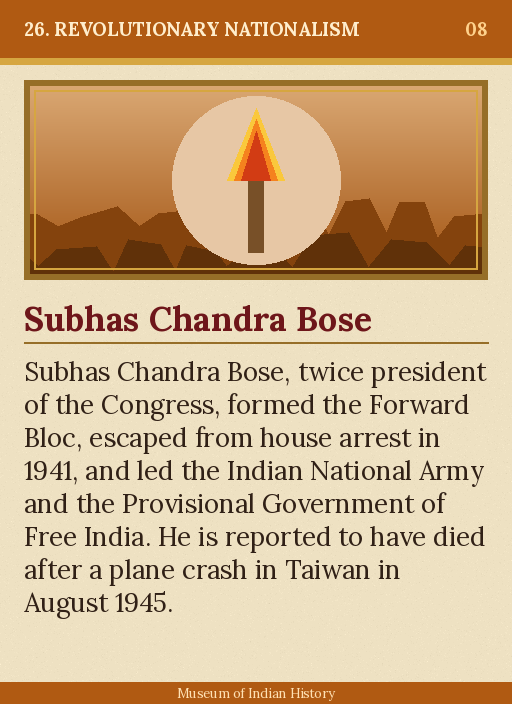 26. REVOLUTIONARY NATIONALISM 08
Subhas Chandra Bose
Subhas Chandra Bose, twice president
of the Congress, formed the Forward
Bloc, escaped from house arrest in
1941, and led the Indian National Army
and the Provisional Government of
Free India. He is reported to have died
after a plane crash in Taiwan in
August 1945.
Museum of Indian History